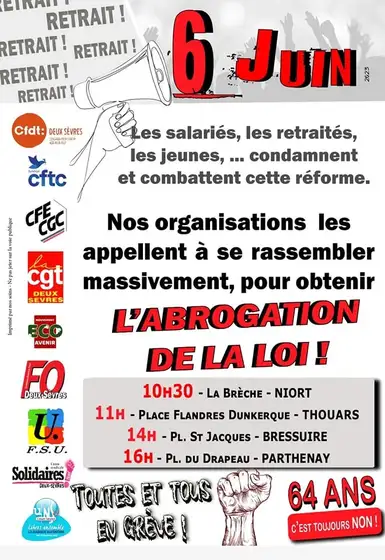 RETRAIT !
RETRAIT !
RETRAIT !
RETRAIT !
RETRAIT !
RETRAIT !
6 JUIN
2023
Cfdt: DEUX SÈVRES
Les salariés, les retraités,
les jeunes, ... condamnent
et combattent cette réforme.
cftc
CFE
CGC
Nos organisations les
appellent à se rassembler
massivement, pour obtenir
L'ABROGATION
DE LA LOI !
la
cgt
DEUX
SEVRES
ECO
AVENIR
FO
Deux Sèvres
U.
F.S.U.
Solidaires
10H30 - LA BRÈCHE - NIORT
11H - PLACE FLANDRES DUNKERQUE - THOUARS
14H - PL. ST JACQUES - BRESSUIRE
16H - PL. DU DRAPEAU - PARTHENAY
TOUTES ET TOUS
EN GRÈVE !
64 ANS
C'EST TOUJOURS NON !
Imprimé par nos soins - Ne pas jeter sur la voie publique